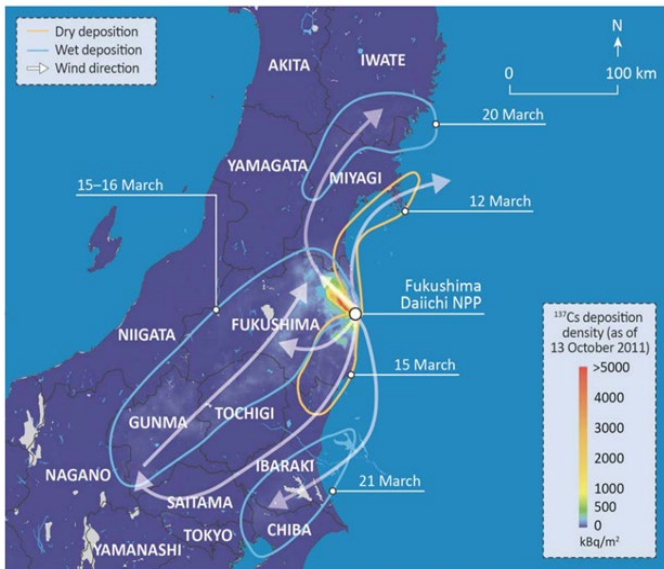 Dry deposition
Wet deposition
Wind direction
N
0 100 km
AKITA
IWATE
20 March
YAMAGATA
MIYAGI
15–16 March
12 March
Fukushima
Daiichi NPP
NIIGATA
FUKUSHIMA
15 March
GUNMA
TOCHIGI
NAGANO
IBARAKI
SAITAMA
21 March
TOKYO
CHIBA
YAMANASHI
¹³⁷Cs deposition
density (as of
13 October 2011)
>5000
4000
3000
2000
1000
500
0
kBq/m²